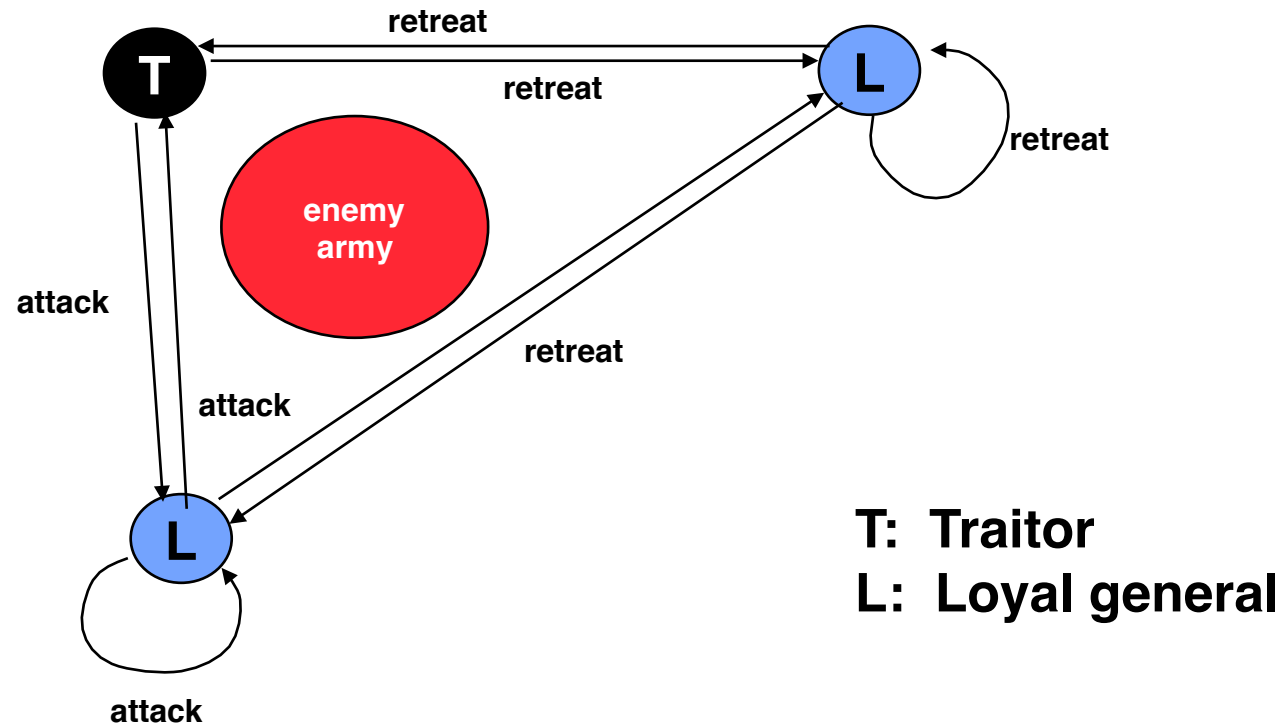 retreat
T
L
retreat
retreat
enemy
army
attack
retreat
attack
L
T: Traitor
L: Loyal general
attack